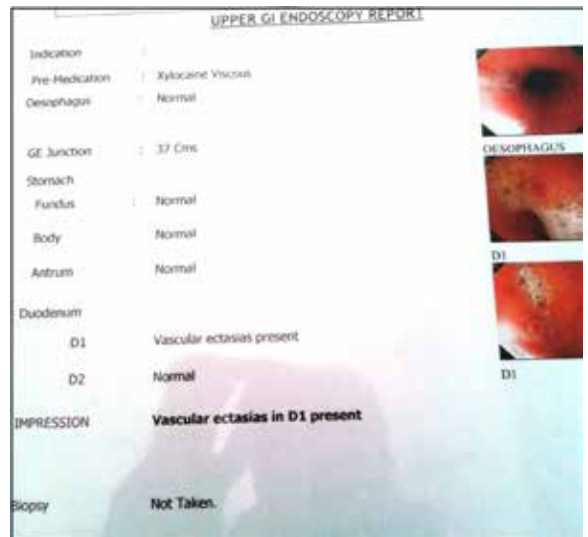 UPPER GI ENDOSCOPY REPORT
Indication :
Pre-Medication : Xylocaine Viscous
Oesophagus : Normal
OESOPHAGUS
GE Junction : 37 Cms
Stomach
Fundus : Normal
Body Normal
D1
Antrum Normal
Duodenum
D1 Vascular ectasias present
D2 Normal
D1
IMPRESSION Vascular ectasias in D1 present
Biopsy Not Taken.